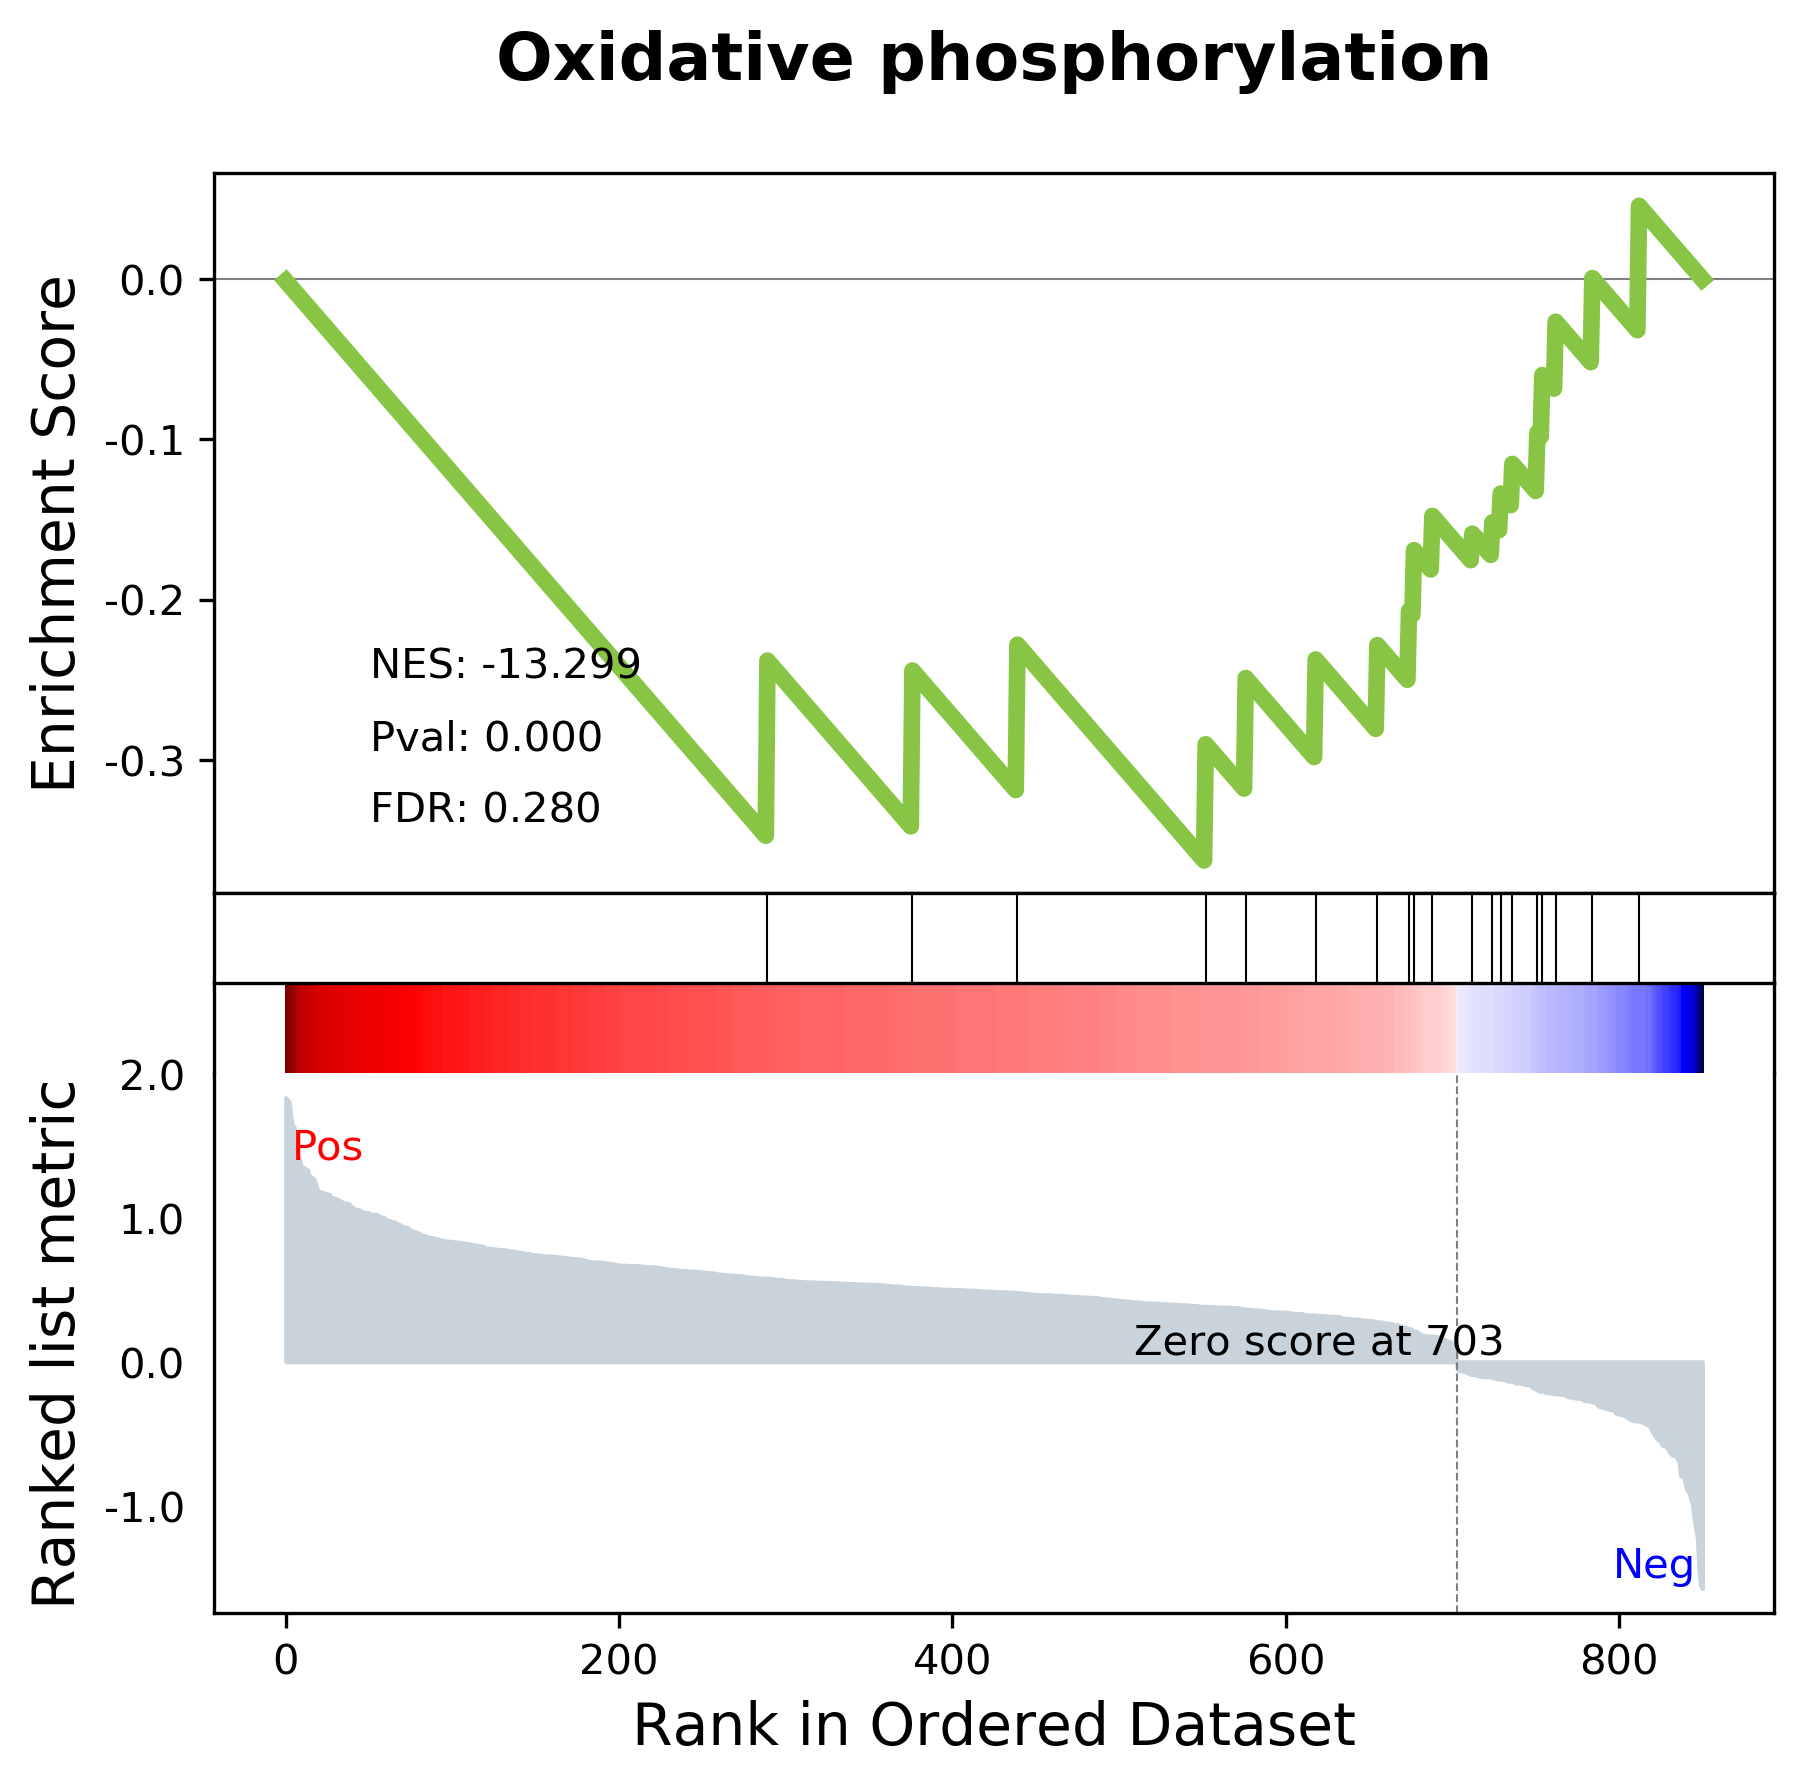 Oxidative phosphorylation
Enrichment Score
0.0
-0.1
-0.2
-0.3
NES: -13.299
Pval: 0.000
FDR: 0.280
Ranked list metric
2.0
1.0
0.0
-1.0
Pos
Zero score at 703
Neg
0 200 400 600 800
Rank in Ordered Dataset